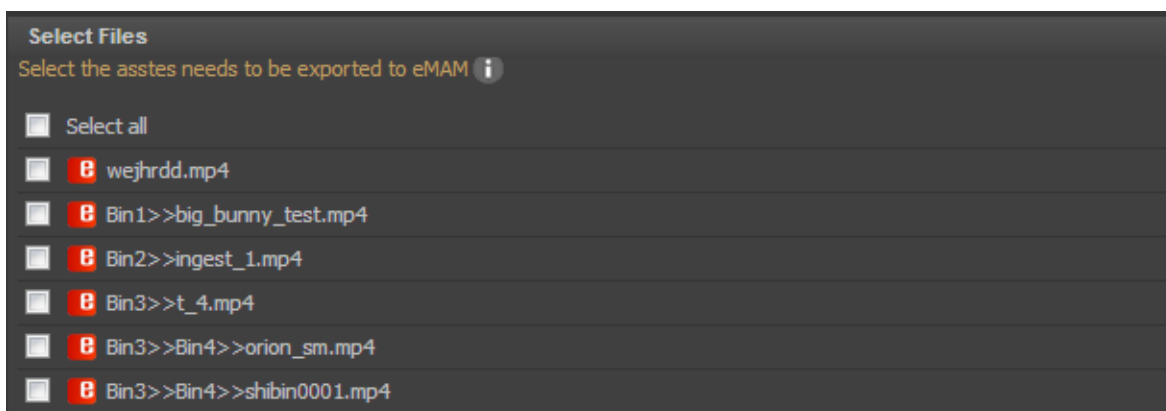 Select Files
Select the asstes needs to be exported to eMAM i
Select all
e wejhrdd.mp4
e Bin1>>big_bunny_test.mp4
e Bin2>>ingest_1.mp4
e Bin3>>t_4.mp4
e Bin3>>Bin4>>orion_sm.mp4
e Bin3>>Bin4>>shibin0001.mp4